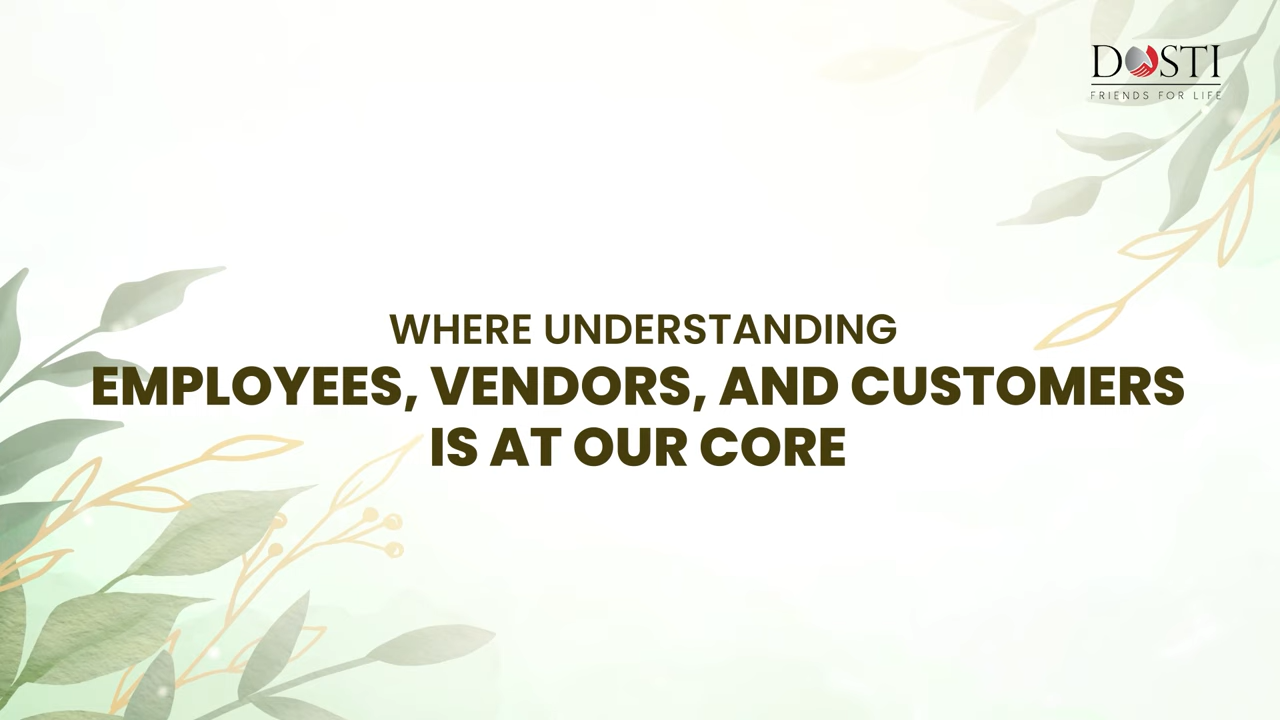 DOSTI
FRIENDS FOR LIFE
WHERE UNDERSTANDING
EMPLOYEES, VENDORS, AND CUSTOMERS
IS AT OUR CORE